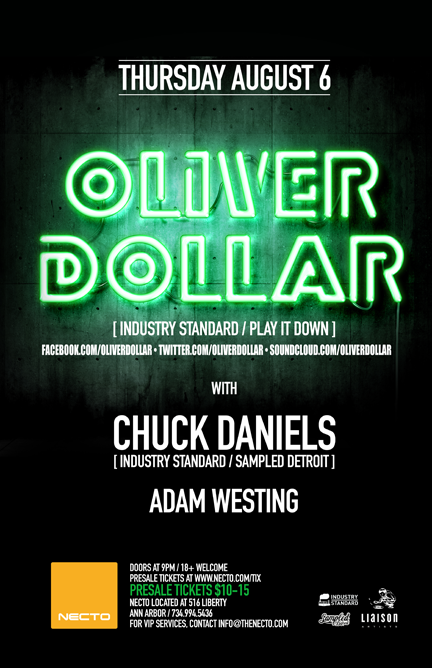 THURSDAY AUGUST 6
OLIVER
DOLLAR
[ INDUSTRY STANDARD / PLAY IT DOWN ]
FACEBOOK.COM/OLIVERDOLLAR • TWITTER.COM/OLIVERDOLLAR • SOUNDCLOUD.COM/OLIVERDOLLAR
WITH
CHUCK DANIELS
[ INDUSTRY STANDARD / SAMPLED DETROIT ]
ADAM WESTING
DOORS AT 9PM / 18+ WELCOME
PRESALE TICKETS AT WWW.NECTO.COM/TIX
PRESALE TICKETS $10-15
NECTO LOCATED AT 516 LIBERTY
ANN ARBOR / 734.994.5436
FOR VIP SERVICES, CONTACT INFO@THENECTO.COM
NECTO
INDUSTRY
STANDARD
Sampled
LIAISON
ARTISTS